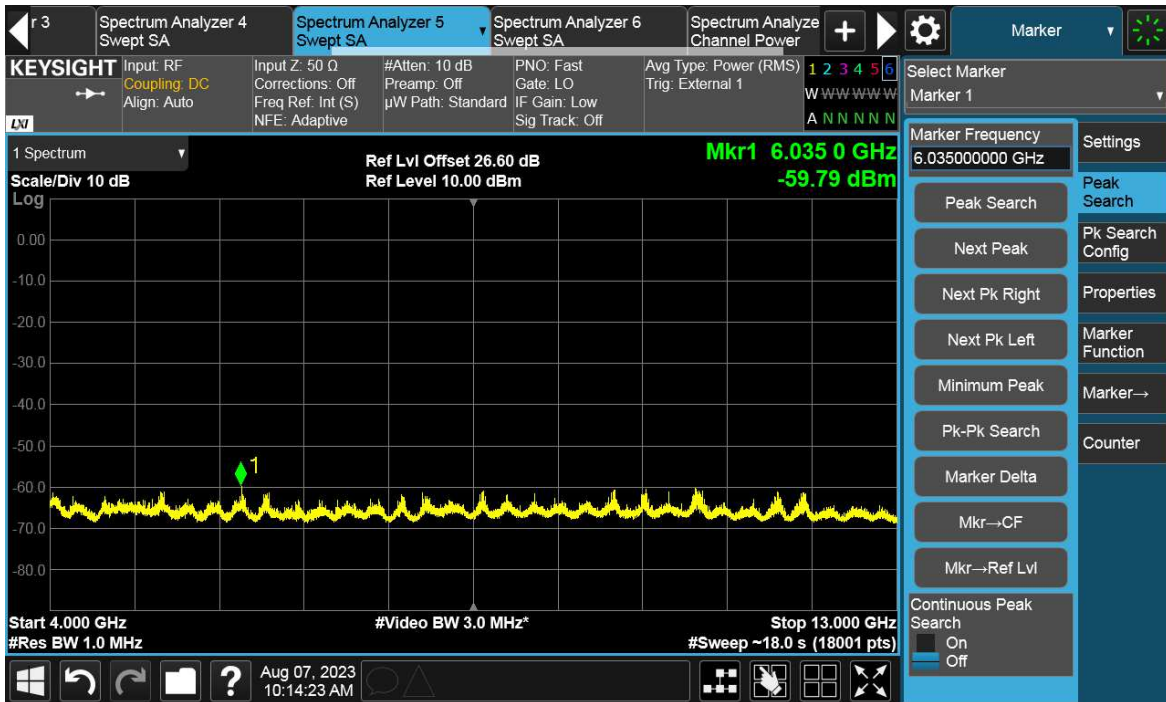 r 3
Spectrum Analyzer 4
Swept SA
Spectrum Analyzer 5
Swept SA
Spectrum Analyzer 6
Swept SA
Spectrum Analyze
Channel Power
+
Marker
KEYSIGHT
LXI
Input: RF
Coupling: DC
Align: Auto
Input Z: 50 Ω
Corrections: Off
Freq Ref: Int (S)
NFE: Adaptive
#Atten: 10 dB
Preamp: Off
µW Path: Standard
PNO: Fast
Gate: LO
IF Gain: Low
Sig Track: Off
Avg Type: Power (RMS)
Trig: External 1
1 2 3 4 5 6
W W W W W W
A N N N N N
Select Marker
Marker 1
1 Spectrum
Scale/Div 10 dB
Log
Ref Lvl Offset 26.60 dB
Ref Level 10.00 dBm
Mkr1 6.035 0 GHz
-59.79 dBm
0.00
-10.0
-20.0
-30.0
-40.0
-50.0
-60.0
-70.0
-80.0
1
Start 4.000 GHz
#Res BW 1.0 MHz
#Video BW 3.0 MHz*
Stop 13.000 GHz
#Sweep ~18.0 s (18001 pts)
Marker Frequency
6.035000000 GHz
Peak Search
Next Peak
Next Pk Right
Next Pk Left
Minimum Peak
Pk-Pk Search
Marker Delta
Mkr→CF
Mkr→Ref Lvl
Continuous Peak
Search
On
Off
Settings
Peak
Search
Pk Search
Config
Properties
Marker
Function
Marker→
Counter
?
Aug 07, 2023
10:14:23 AM